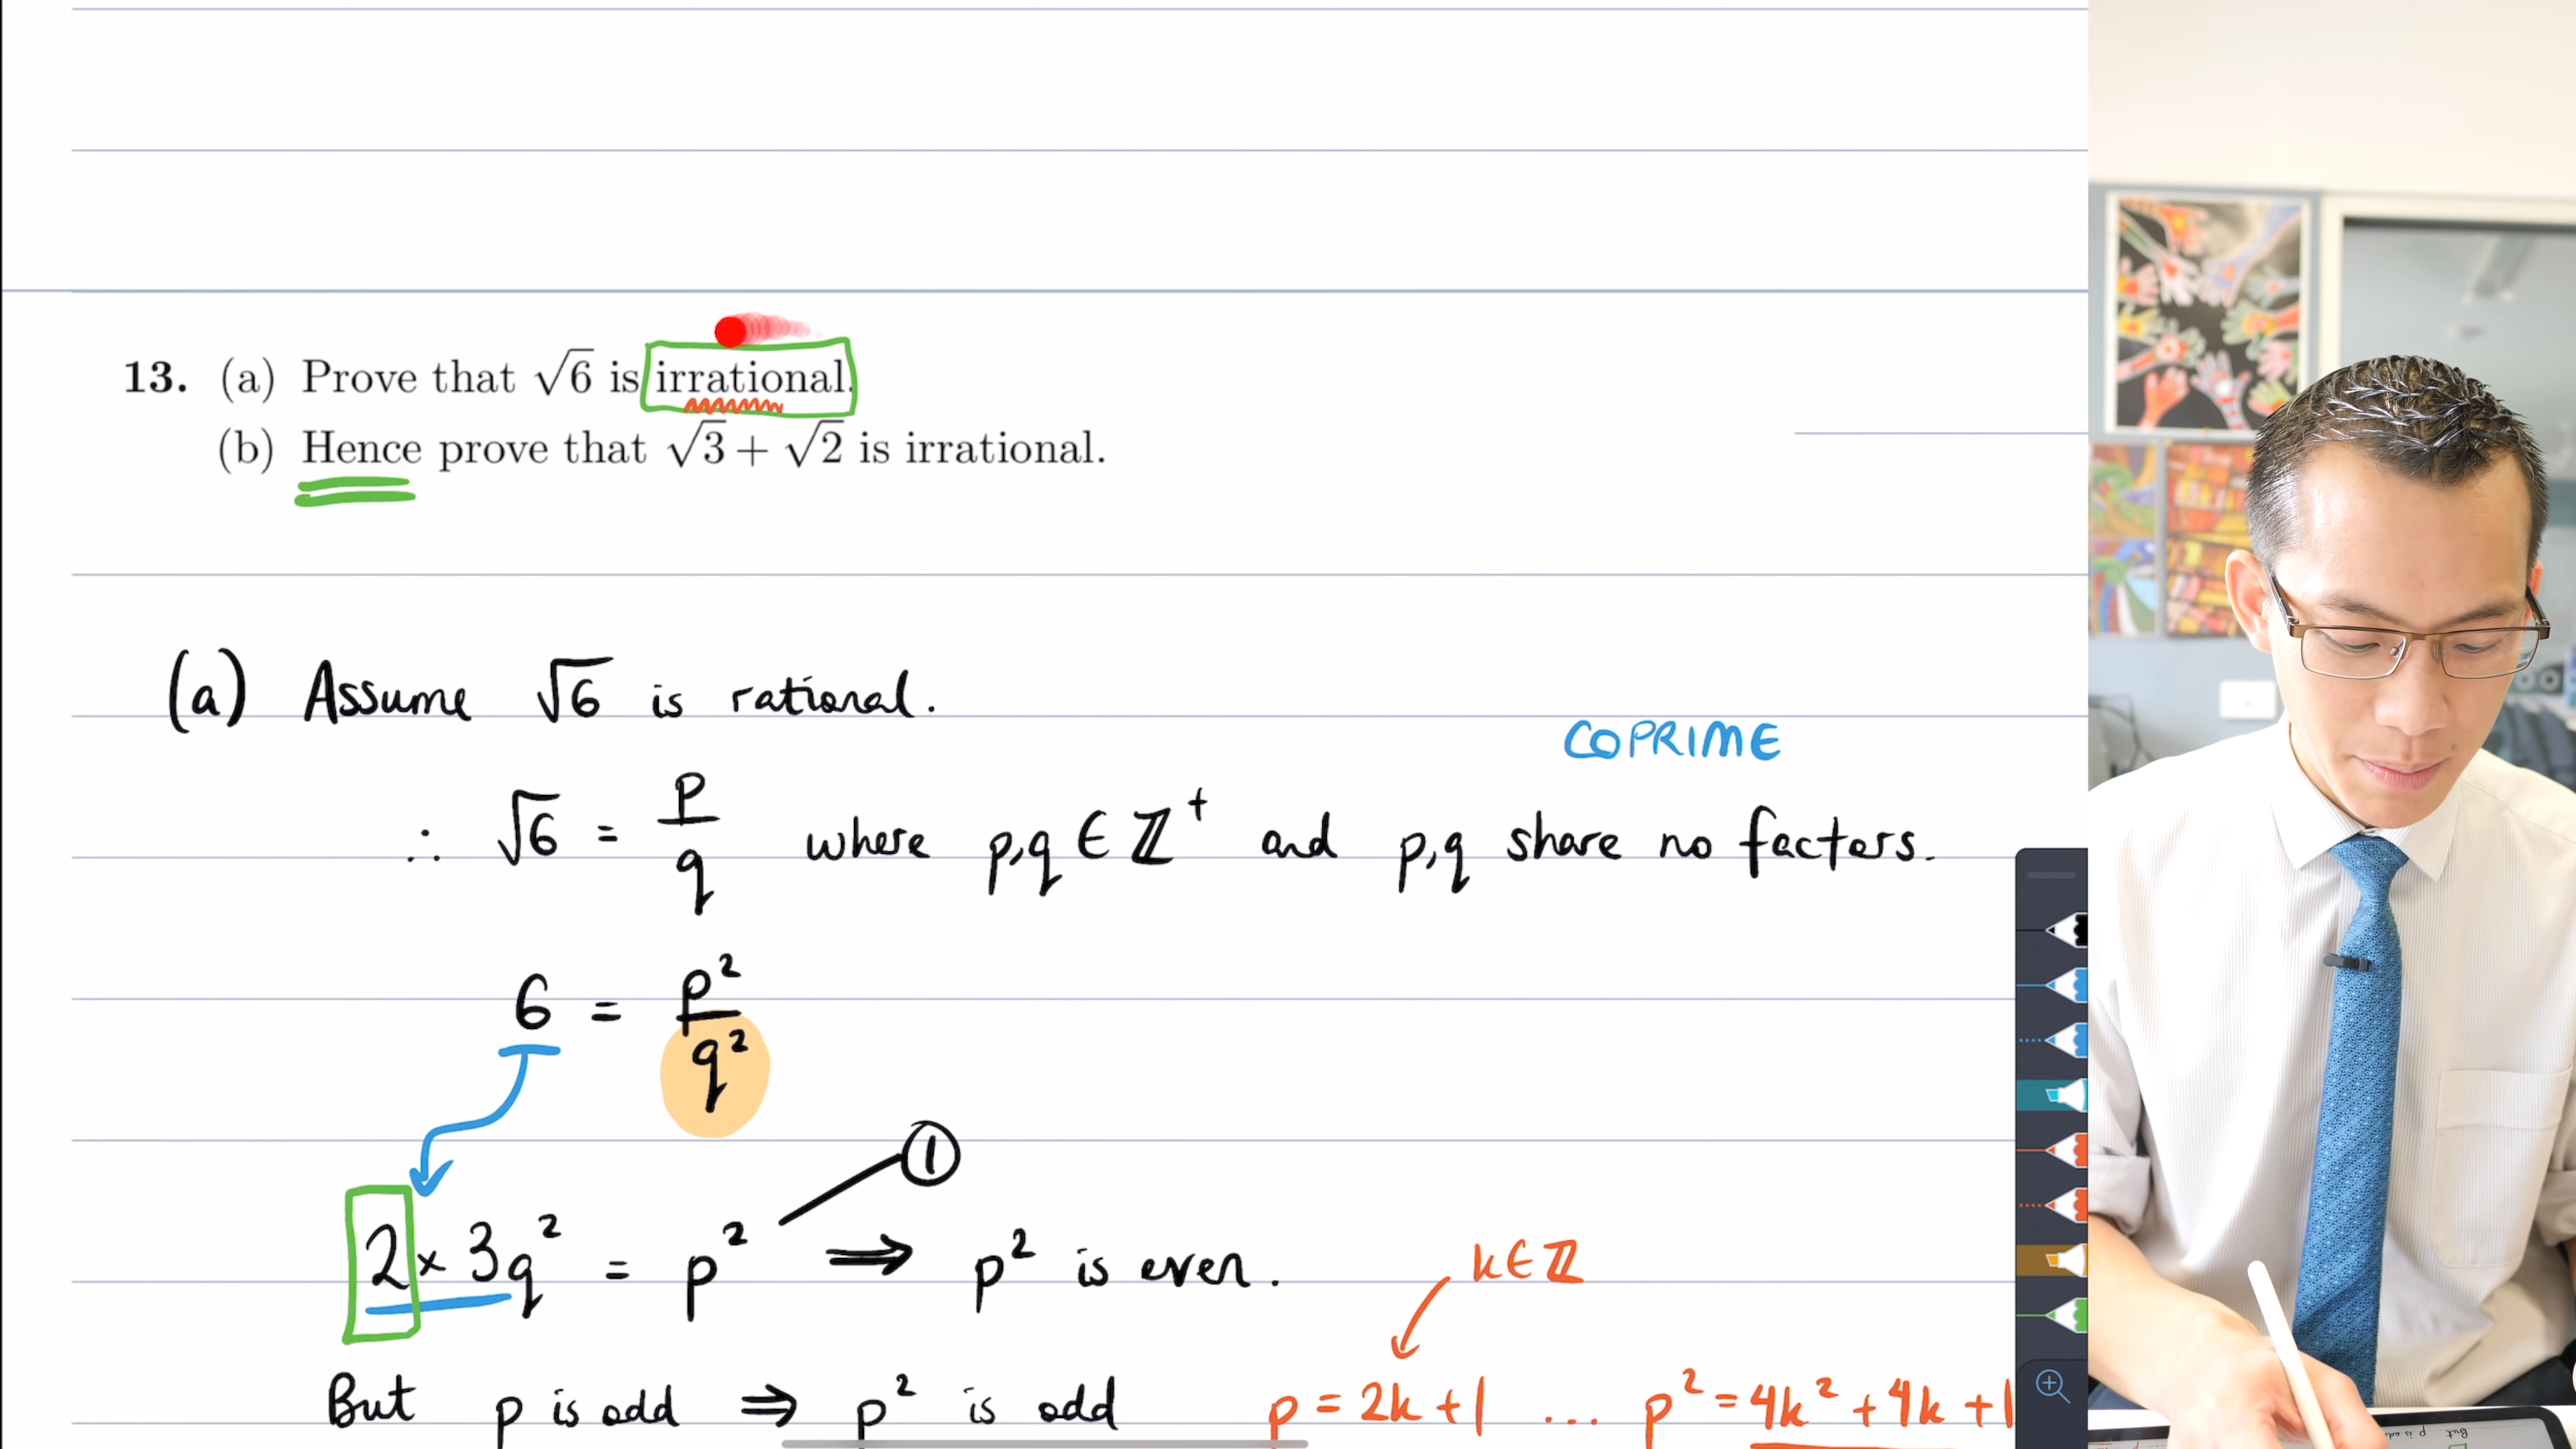 13. (a) Prove that √6 is irrational.
(b) Hence prove that √3 + √2 is irrational.
(a) Assume √6 is rational.
COPRIME
∴ √6 = p/q where p,q ∈ ℤ⁺ and p,q share no factors.
6 = p²/q²
①
2 × 3q² = p² ⇒ p² is even.
k ∈ ℤ
But p is odd ⇒ p² is odd p = 2k + 1 ... p² = 4k² + 4k + 1